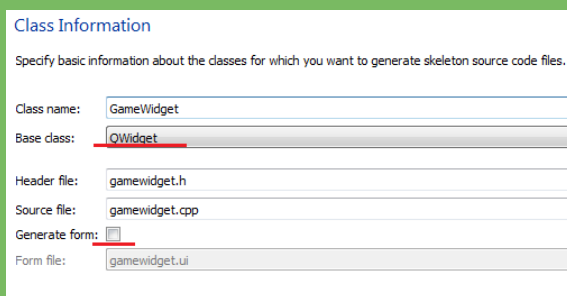 Class Information
Specify basic information about the classes for which you want to generate skeleton source code files.
Class name: GameWidget
Base class: QWidget
Header file: gamewidget.h
Source file: gamewidget.cpp
Generate form:
Form file: gamewidget.ui